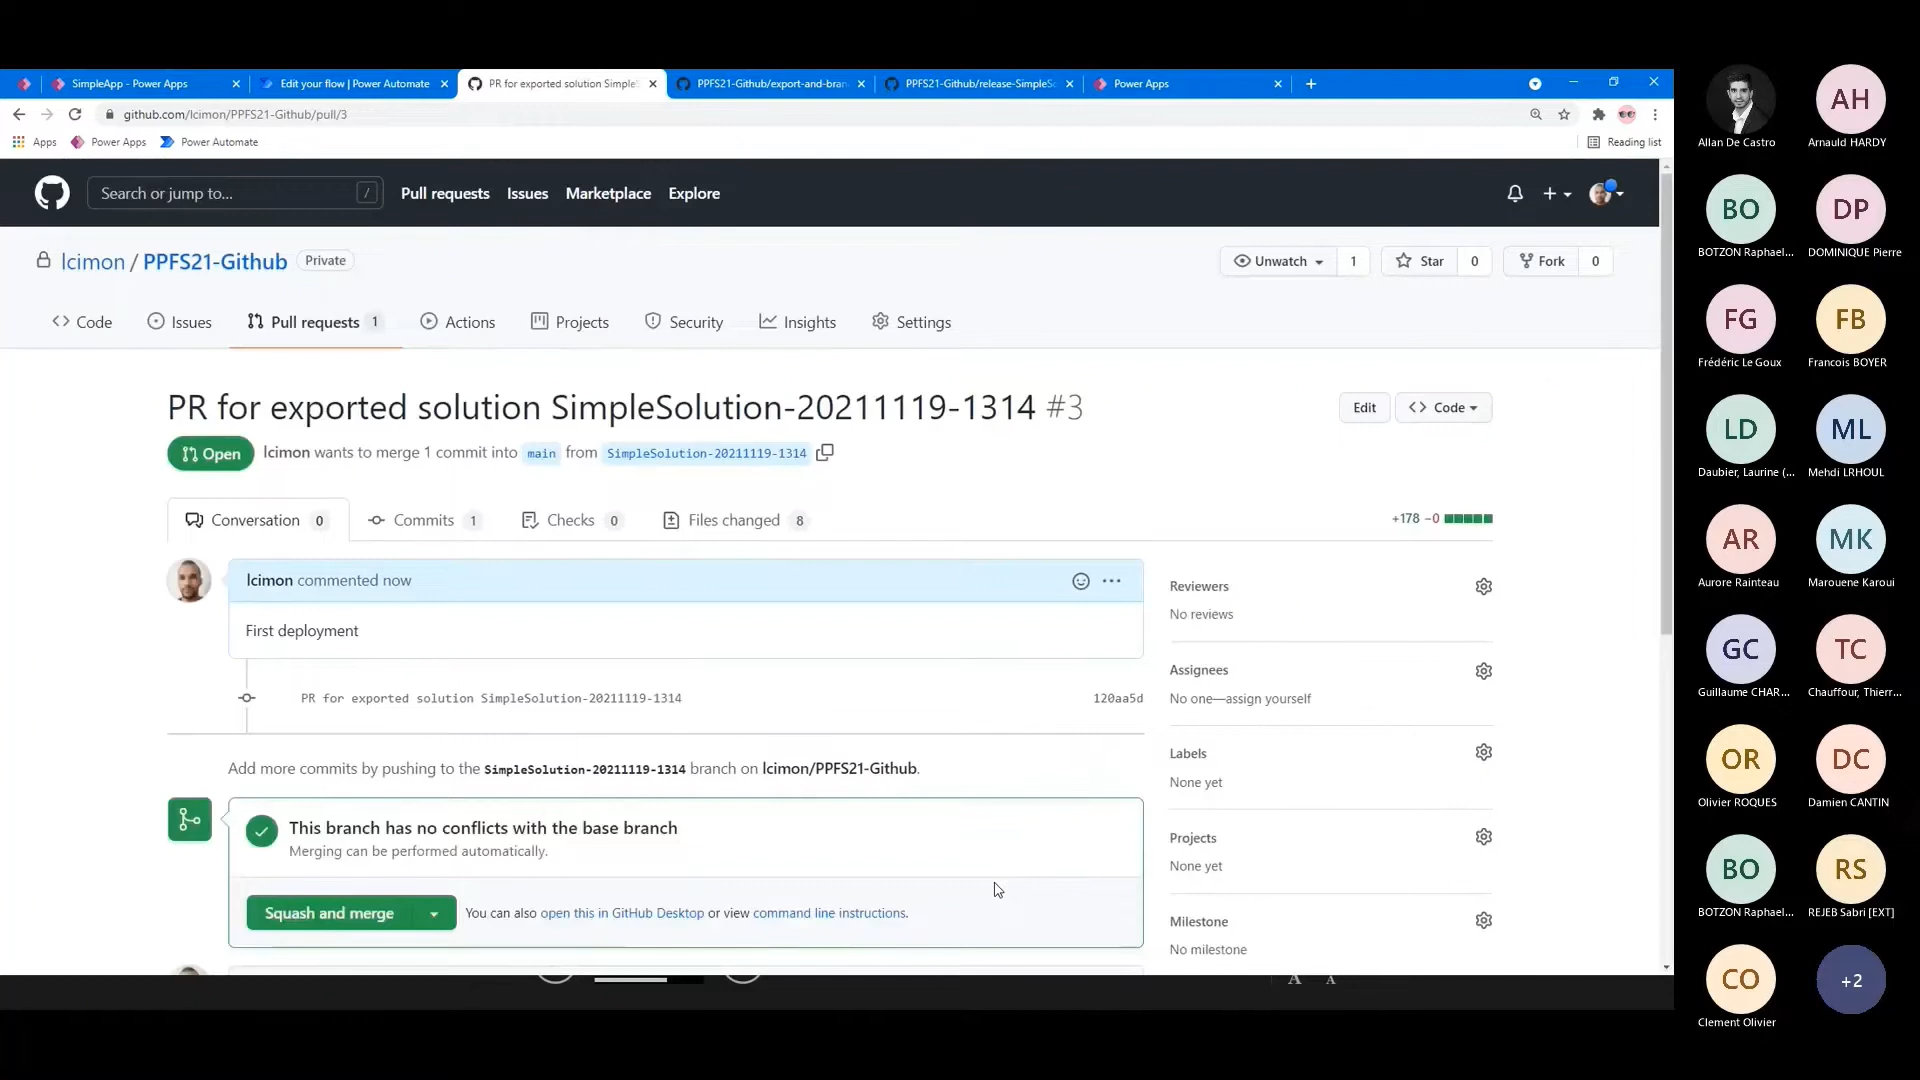 SimpleApp - Power Apps
Edit your flow | Power Automate
PR for exported solution Simple
PPFS21-Github/export-and-bran
PPFS21-Github/release-SimpleSo
Power Apps
github.com/lcimon/PPFS21-Github/pull/3
Apps
Power Apps
Power Automate
Reading list
Search or jump to...
/
Pull requests
Issues
Marketplace
Explore
lcimon / PPFS21-Github
Private
Unwatch 1
Star 0
Fork 0
Code
Issues
Pull requests 1
Actions
Projects
Security
Insights
Settings
PR for exported solution SimpleSolution-20211119-1314 #3
Edit
Code
Open
lcimon wants to merge 1 commit into main from SimpleSolution-20211119-1314
Conversation 0
Commits 1
Checks 0
Files changed 8
+178 −0
lcimon commented now
First deployment
PR for exported solution SimpleSolution-20211119-1314
120aa5d
Add more commits by pushing to the SimpleSolution-20211119-1314 branch on lcimon/PPFS21-Github.
This branch has no conflicts with the base branch
Merging can be performed automatically.
Squash and merge
You can also open this in GitHub Desktop or view command line instructions.
Reviewers
No reviews
Assignees
No one—assign yourself
Labels
None yet
Projects
None yet
Milestone
No milestone
A A
Allan De Castro
AH
Arnauld HARDY
BO
BOTZON Raphael...
DP
DOMINIQUE Pierre
FG
Frédéric Le Goux
FB
Francois BOYER
LD
Daubier, Laurine (...
ML
Mehdi LRHOUL
AR
Aurore Rainteau
MK
Marouene Karoui
GC
Guillaume CHAR...
TC
Chauffour, Thierr...
OR
Olivier ROQUES
DC
Damien CANTIN
BO
BOTZON Raphael...
RS
REJEB Sabri [EXT]
CO
Clement Olivier
+2